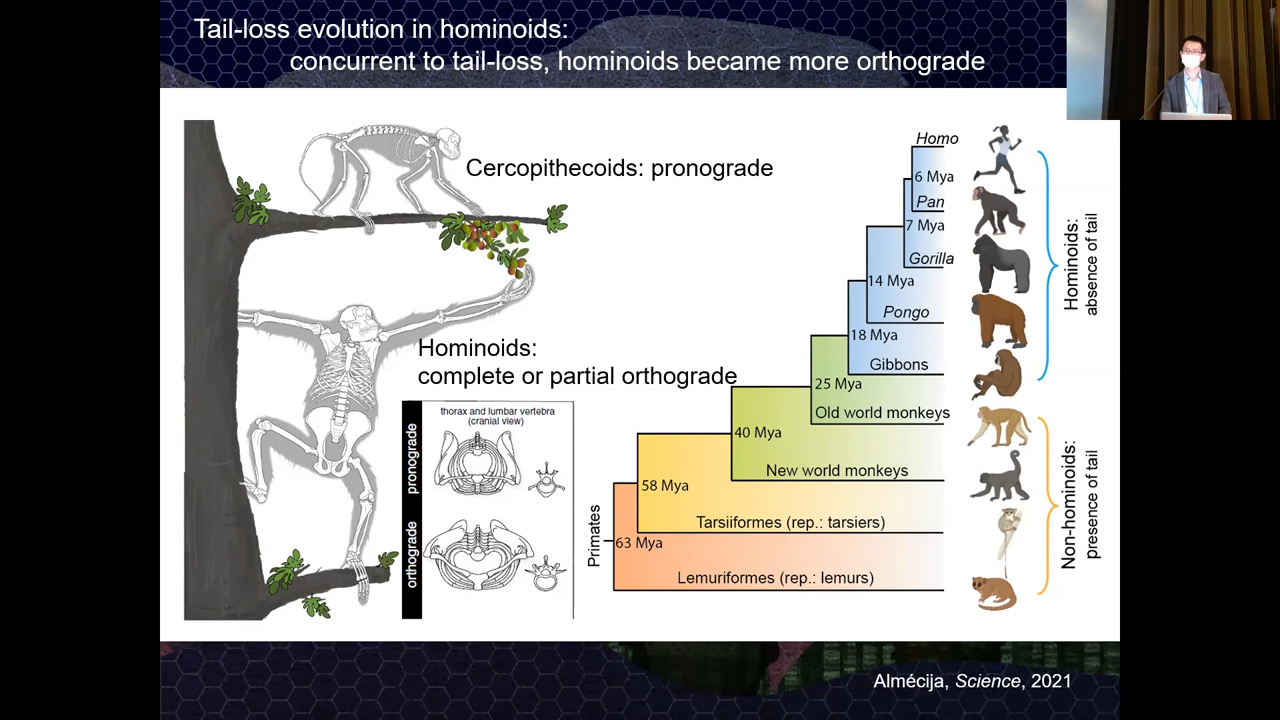 Tail-loss evolution in hominoids:
concurrent to tail-loss, hominoids became more orthograde
Cercopithecoids: pronograde
Hominoids:
complete or partial orthograde
thorax and lumbar vertebra
(cranial view)
pronograde
orthograde
Primates
63 Mya
58 Mya
40 Mya
25 Mya
18 Mya
14 Mya
7 Mya
6 Mya
Homo
Pan
Gorilla
Pongo
Gibbons
Old world monkeys
New world monkeys
Tarsiiformes (rep.: tarsiers)
Lemuriformes (rep.: lemurs)
Hominoids:
absence of tail
Non-hominoids:
presence of tail
Almécija, Science, 2021